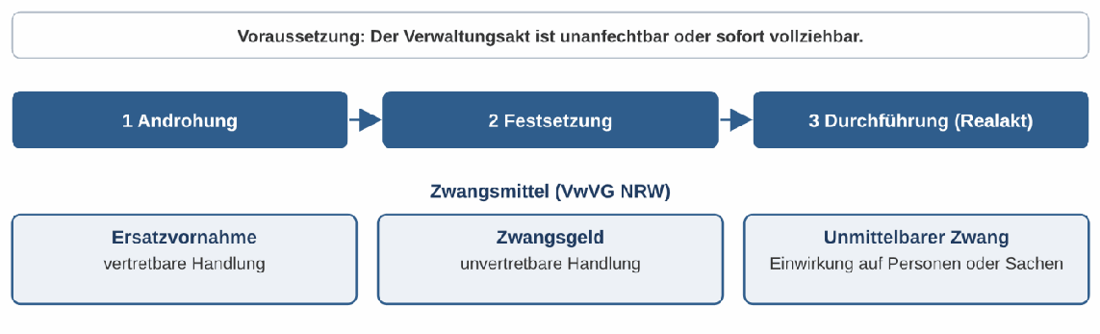 Voraussetzung: Der Verwaltungsakt ist unanfechtbar oder sofort vollziehbar.
1 Androhung
2 Festsetzung
3 Durchführung (Realakt)
Zwangsmittel (VwVG NRW)
Ersatzvornahme
vertretbare Handlung
Zwangsgeld
unvertretbare Handlung
Unmittelbarer Zwang
Einwirkung auf Personen oder Sachen